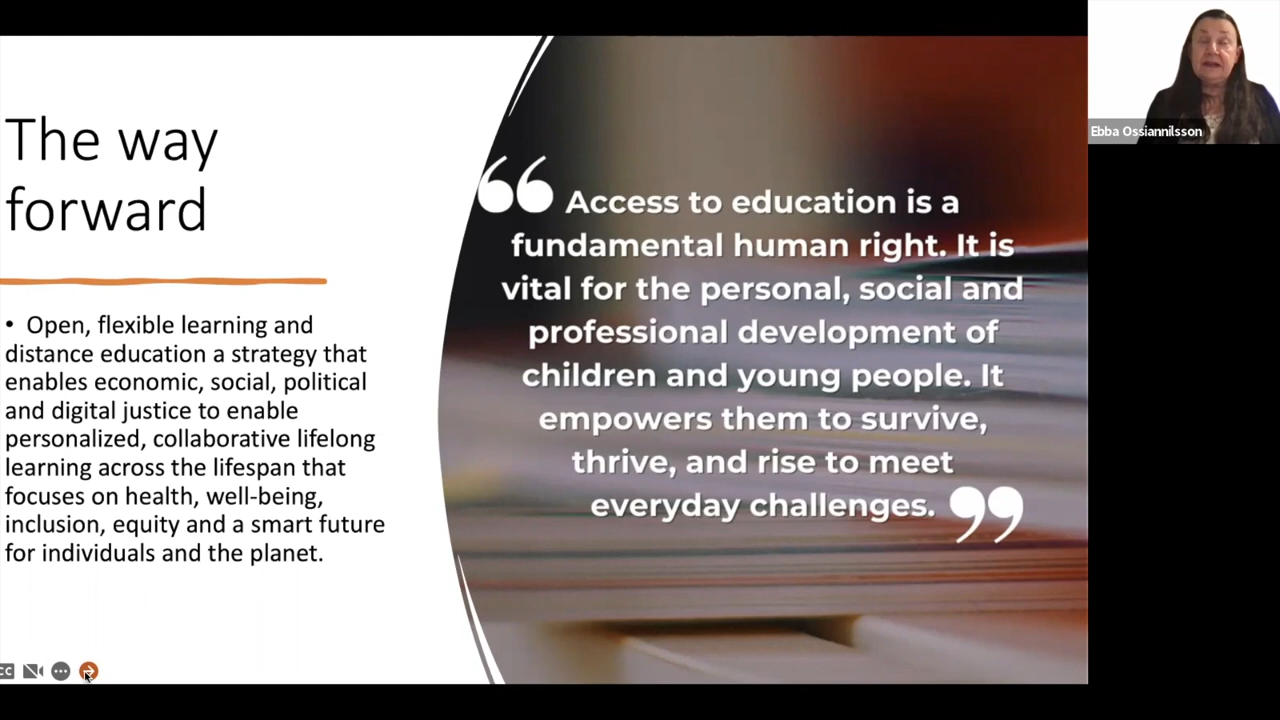 The way
forward
• Open, flexible learning and
distance education a strategy that
enables economic, social, political
and digital justice to enable
personalized, collaborative lifelong
learning across the lifespan that
focuses on health, well-being,
inclusion, equity and a smart future
for individuals and the planet.
“ Access to education is a
fundamental human right. It is
vital for the personal, social and
professional development of
children and young people. It
empowers them to survive,
thrive, and rise to meet
everyday challenges. ”
Ebba Ossiannilsson
CC